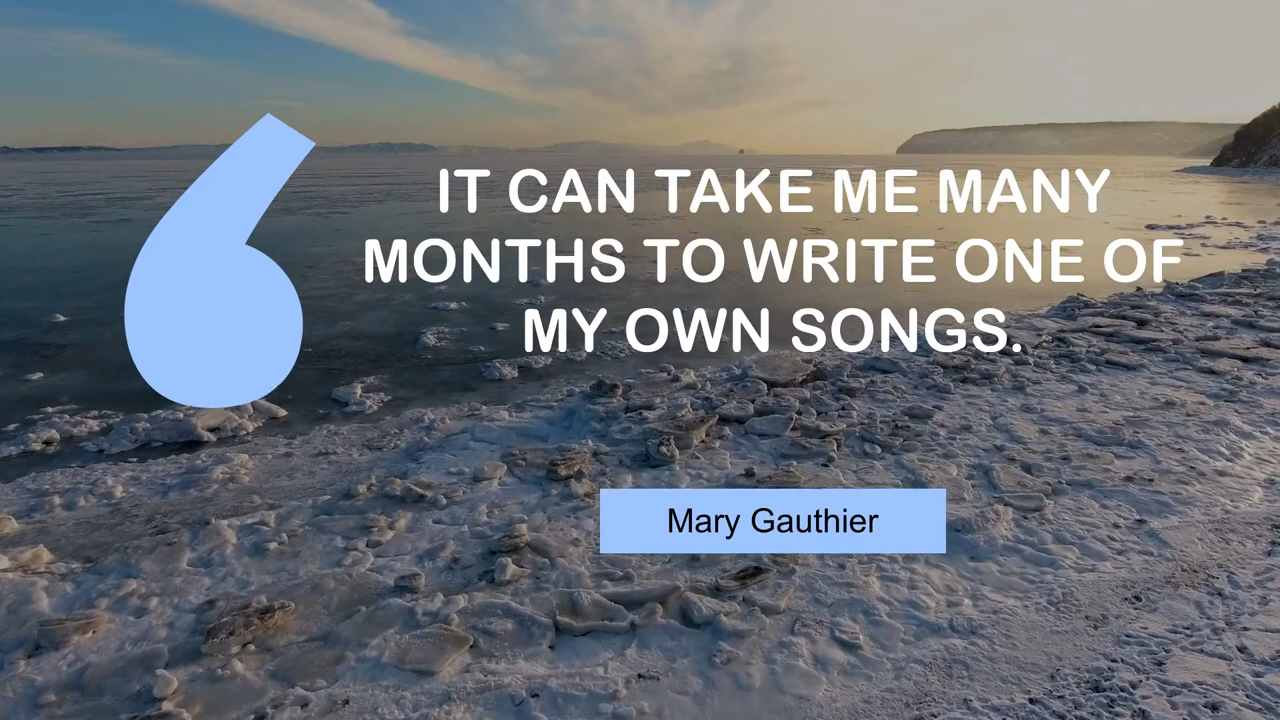 IT CAN TAKE ME MANY
MONTHS TO WRITE ONE OF
MY OWN SONGS.
Mary Gauthier